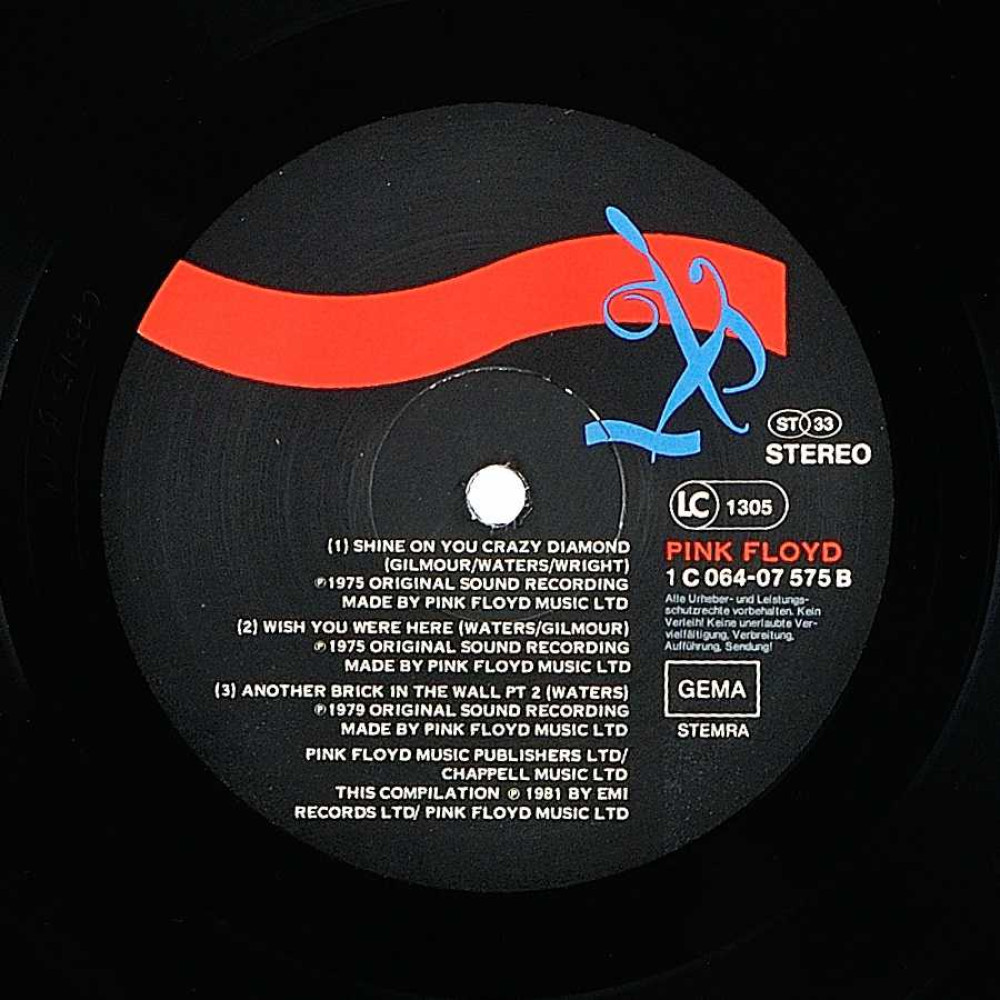 ST 33
STEREO
LC 1305
PINK FLOYD
1 C 064-07 575 B
Alle Urheber- und Leistungs-
schutzrechte vorbehalten. Kein
Verleih! Keine unerlaubte Ver-
vielfältigung, Verbreitung,
Aufführung, Sendung!
GEMA
STEMRA
(1) SHINE ON YOU CRAZY DIAMOND
(GILMOUR/WATERS/WRIGHT)
℗1975 ORIGINAL SOUND RECORDING
MADE BY PINK FLOYD MUSIC LTD
(2) WISH YOU WERE HERE (WATERS/GILMOUR)
℗1975 ORIGINAL SOUND RECORDING
MADE BY PINK FLOYD MUSIC LTD
(3) ANOTHER BRICK IN THE WALL PT 2 (WATERS)
℗1979 ORIGINAL SOUND RECORDING
MADE BY PINK FLOYD MUSIC LTD
PINK FLOYD MUSIC PUBLISHERS LTD/
CHAPPELL MUSIC LTD
THIS COMPILATION ℗ 1981 BY EMI
RECORDS LTD/ PINK FLOYD MUSIC LTD